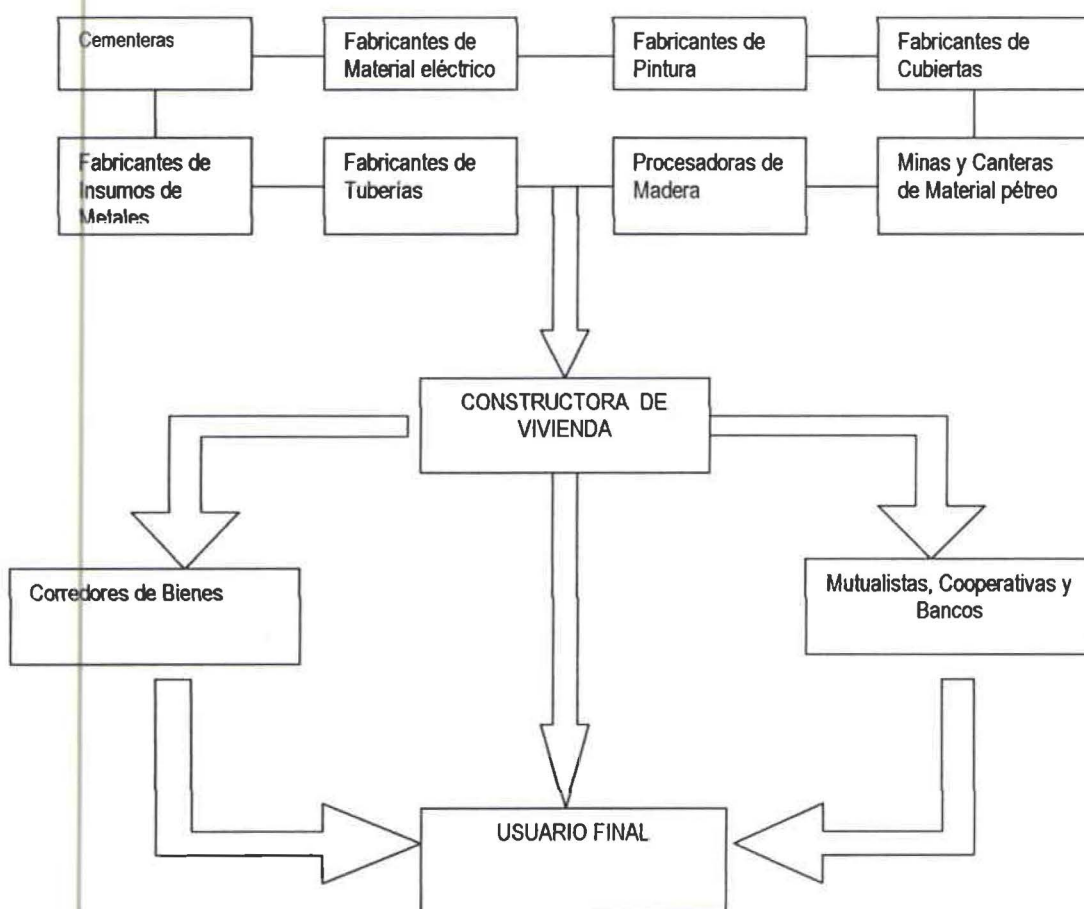 Cementeras
Fabricantes de
Material eléctrico
Fabricantes de
Pintura
Fabricantes de
Cubiertas
Fabricantes de
Insumos de
Metales
Fabricantes de
Tuberías
Procesadoras de
Madera
Minas y Canteras
de Material pétreo
CONSTRUCTORA DE
VIVIENDA
Corredores de Bienes
Mutualistas, Cooperativas y
Bancos
USUARIO FINAL